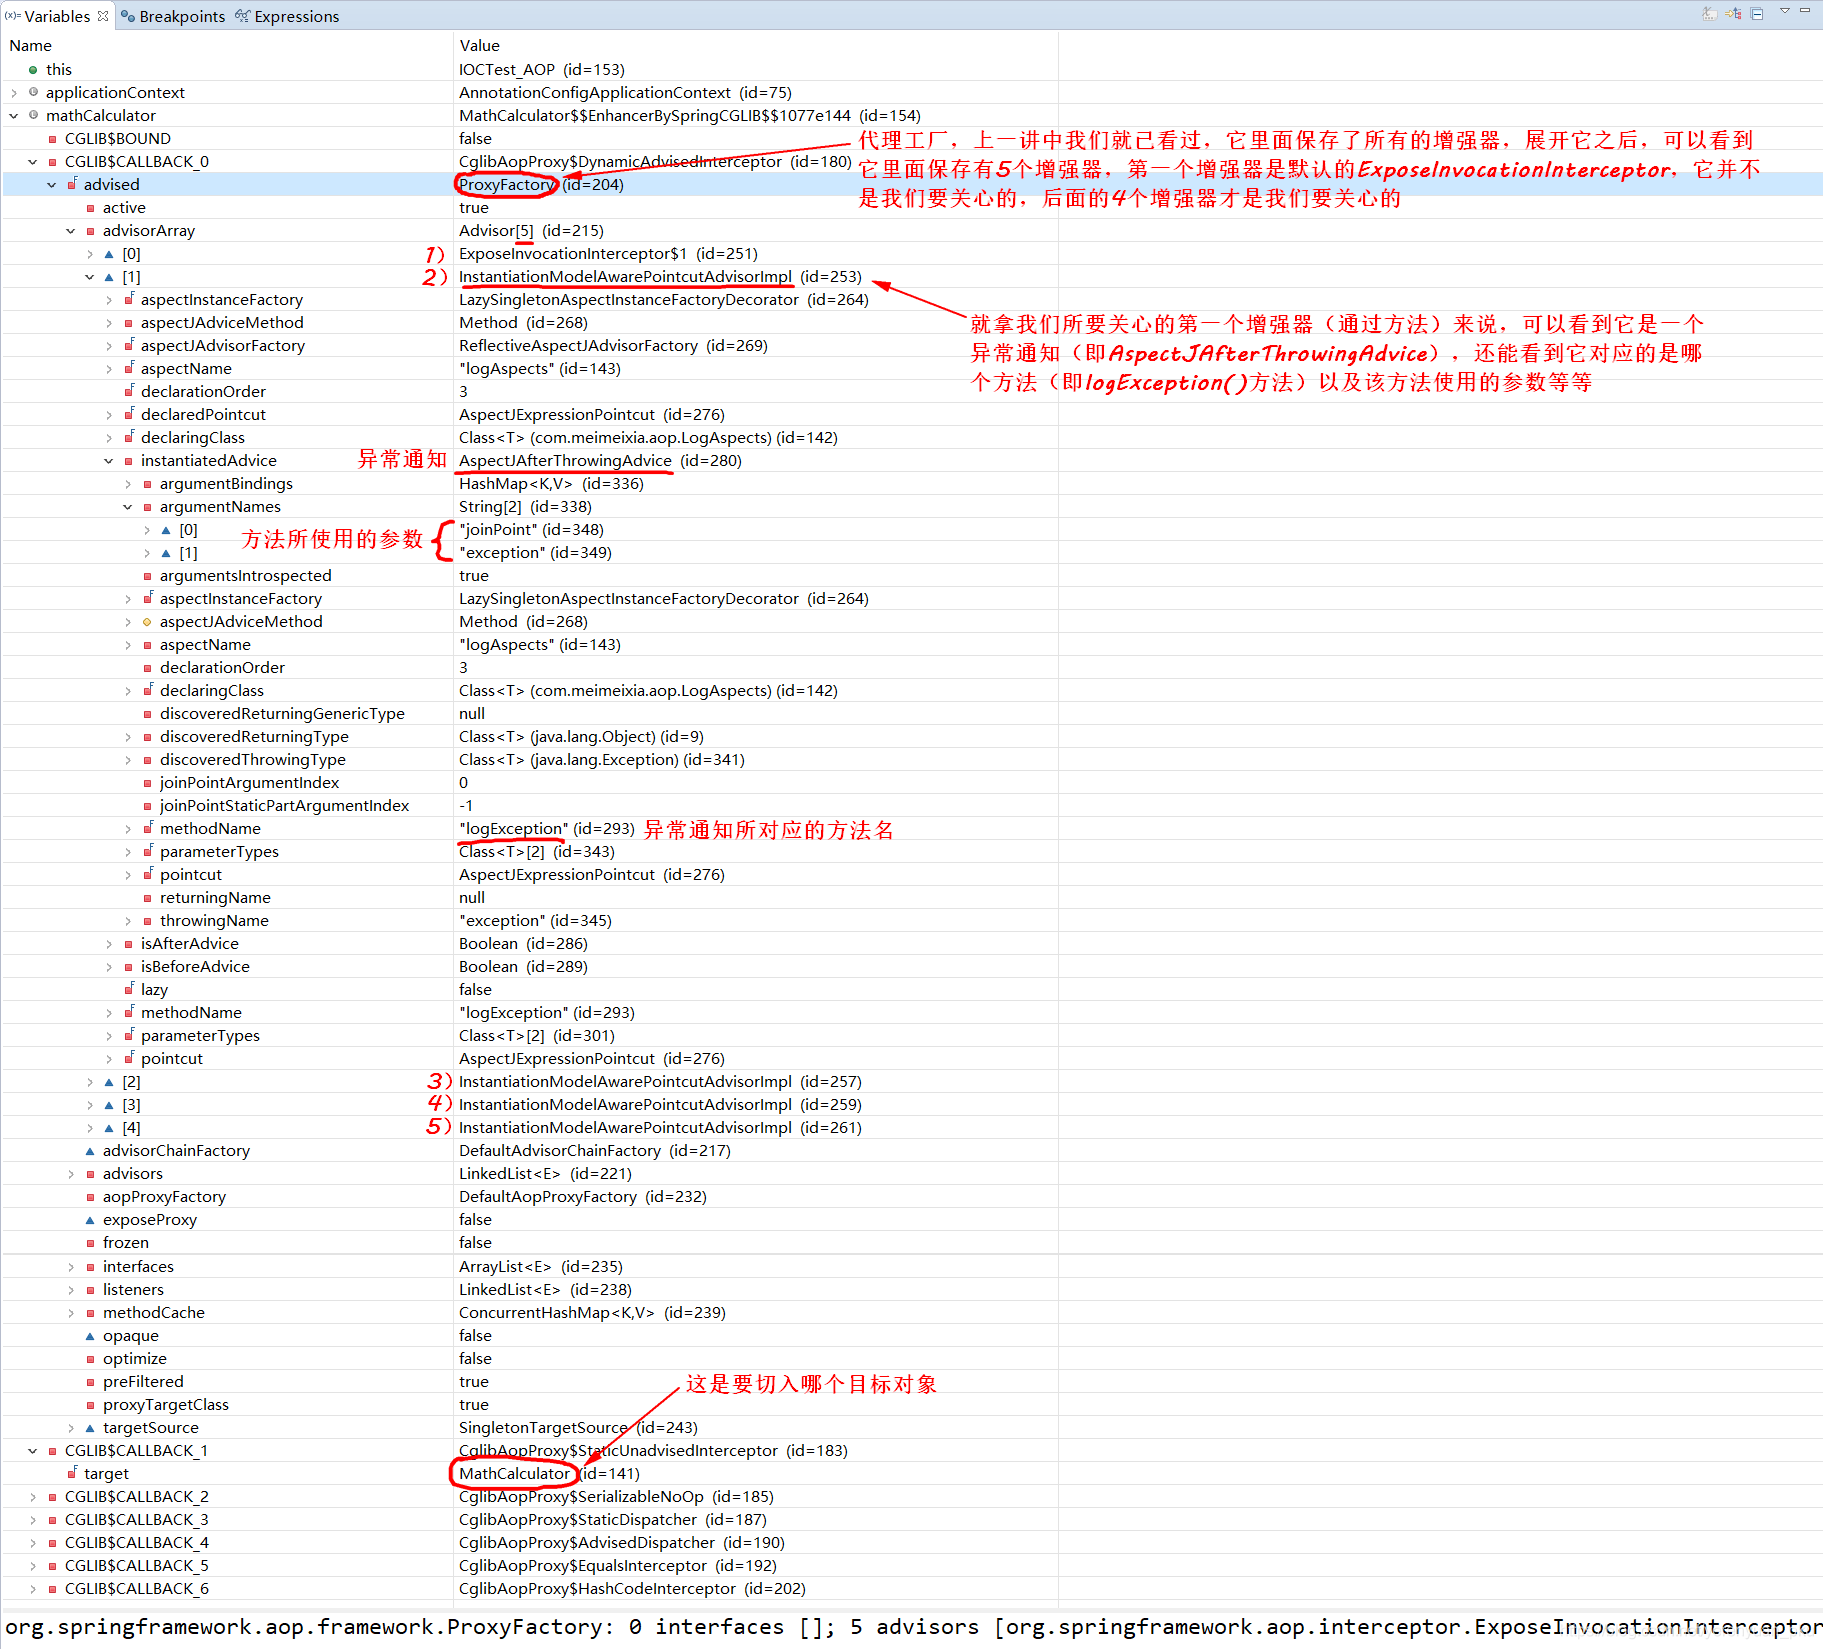 (x)= Variables Breakpoints Expressions
Name Value
this IOCTest_AOP (id=153)
applicationContext AnnotationConfigApplicationContext (id=75)
mathCalculator MathCalculator$$EnhancerBySpringCGLIB$$1077e144 (id=154)
CGLIB$BOUND false
代理工厂，上一讲中我们就已看过，它里面保存了所有的增强器，展开它之后，可以看到
它里面保存有5个增强器，第一个增强器是默认的ExposeInvocationInterceptor，它并不
是我们要关心的，后面的4个增强器才是我们要关心的
CGLIB$CALLBACK_0 CglibAopProxy$DynamicAdvisedInterceptor (id=180)
advised ProxyFactory (id=204)
active true
advisorArray Advisor[5] (id=215)
[0] 1) ExposeInvocationInterceptor$1 (id=251)
[1] 2) InstantiationModelAwarePointcutAdvisorImpl (id=253)
就拿我们所要关心的第一个增强器（通过方法）来说，可以看到它是一个
异常通知（即AspectJAfterThrowingAdvice），还能看到它对应的是哪
个方法（即logException()方法）以及该方法使用的参数等等
aspectInstanceFactory LazySingletonAspectInstanceFactoryDecorator (id=264)
aspectJAdviceMethod Method (id=268)
aspectJAdvisorFactory ReflectiveAspectJAdvisorFactory (id=269)
aspectName "logAspects" (id=143)
declarationOrder 3
declaredPointcut AspectJExpressionPointcut (id=276)
declaringClass Class<T> (com.meimeixia.aop.LogAspects) (id=142)
instantiatedAdvice 异常通知 AspectJAfterThrowingAdvice (id=280)
argumentBindings HashMap<K,V> (id=336)
argumentNames String[2] (id=338)
[0] "joinPoint" (id=348)
方法所使用的参数
[1] "exception" (id=349)
argumentsIntrospected true
aspectInstanceFactory LazySingletonAspectInstanceFactoryDecorator (id=264)
aspectJAdviceMethod Method (id=268)
aspectName "logAspects" (id=143)
declarationOrder 3
declaringClass Class<T> (com.meimeixia.aop.LogAspects) (id=142)
discoveredReturningGenericType null
discoveredReturningType Class<T> (java.lang.Object) (id=9)
discoveredThrowingType Class<T> (java.lang.Exception) (id=341)
joinPointArgumentIndex 0
joinPointStaticPartArgumentIndex -1
methodName "logException" (id=293) 异常通知所对应的方法名
parameterTypes Class<T>[2] (id=343)
pointcut AspectJExpressionPointcut (id=276)
returningName null
throwingName "exception" (id=345)
isAfterAdvice Boolean (id=286)
isBeforeAdvice Boolean (id=289)
lazy false
methodName "logException" (id=293)
parameterTypes Class<T>[2] (id=301)
pointcut AspectJExpressionPointcut (id=276)
[2] 3) InstantiationModelAwarePointcutAdvisorImpl (id=257)
[3] 4) InstantiationModelAwarePointcutAdvisorImpl (id=259)
[4] 5) InstantiationModelAwarePointcutAdvisorImpl (id=261)
advisorChainFactory DefaultAdvisorChainFactory (id=217)
advisors LinkedList<E> (id=221)
aopProxyFactory DefaultAopProxyFactory (id=232)
exposeProxy false
frozen false
interfaces ArrayList<E> (id=235)
listeners LinkedList<E> (id=238)
methodCache ConcurrentHashMap<K,V> (id=239)
opaque false
optimize false
preFiltered true
这是要切入哪个目标对象
proxyTargetClass true
targetSource SingletonTargetSource (id=243)
CGLIB$CALLBACK_1 CglibAopProxy$StaticUnadvisedInterceptor (id=183)
target MathCalculator (id=141)
CGLIB$CALLBACK_2 CglibAopProxy$SerializableNoOp (id=185)
CGLIB$CALLBACK_3 CglibAopProxy$StaticDispatcher (id=187)
CGLIB$CALLBACK_4 CglibAopProxy$AdvisedDispatcher (id=190)
CGLIB$CALLBACK_5 CglibAopProxy$EqualsInterceptor (id=192)
CGLIB$CALLBACK_6 CglibAopProxy$HashCodeInterceptor (id=202)
org.springframework.aop.framework.ProxyFactory: 0 interfaces []; 5 advisors [org.springframework.aop.interceptor.ExposeInvocationInterceptor